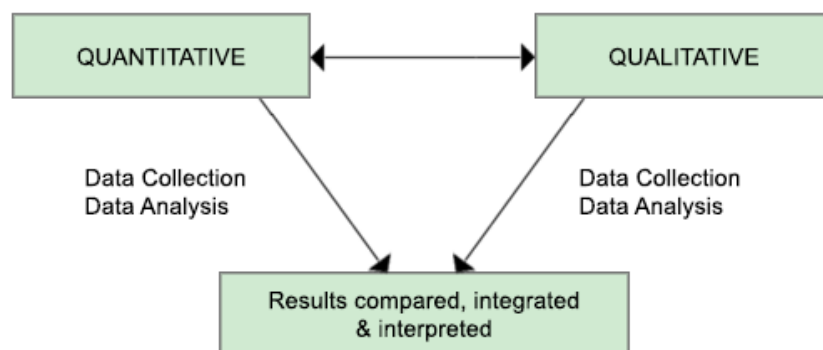 QUANTITATIVE
QUALITATIVE
Data Collection
Data Analysis
Data Collection
Data Analysis
Results compared, integrated
& interpreted